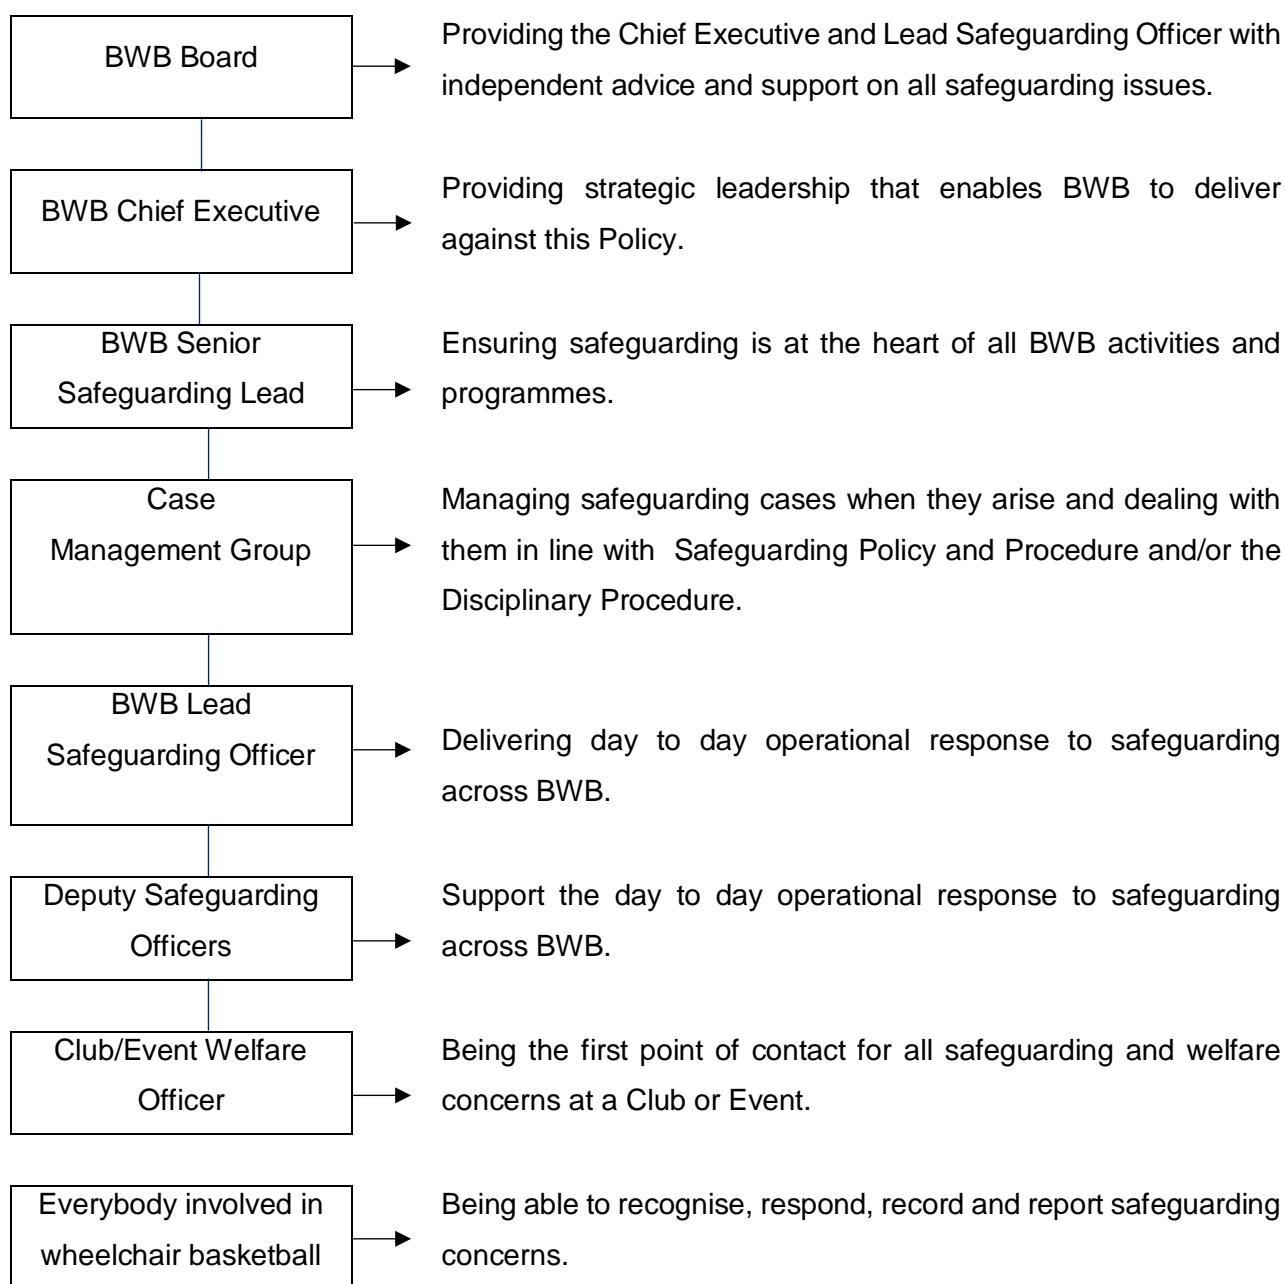 BWB Board
Providing the Chief Executive and Lead Safeguarding Officer with
independent advice and support on all safeguarding issues.
BWB Chief Executive
Providing strategic leadership that enables BWB to deliver
against this Policy.
BWB Senior
Safeguarding Lead
Ensuring safeguarding is at the heart of all BWB activities and
programmes.
Case
Management Group
Managing safeguarding cases when they arise and dealing with
them in line with Safeguarding Policy and Procedure and/or the
Disciplinary Procedure.
BWB Lead
Safeguarding Officer
Delivering day to day operational response to safeguarding
across BWB.
Deputy Safeguarding
Officers
Support the day to day operational response to safeguarding
across BWB.
Club/Event Welfare
Officer
Being the first point of contact for all safeguarding and welfare
concerns at a Club or Event.
Everybody involved in
wheelchair basketball
Being able to recognise, respond, record and report safeguarding
concerns.